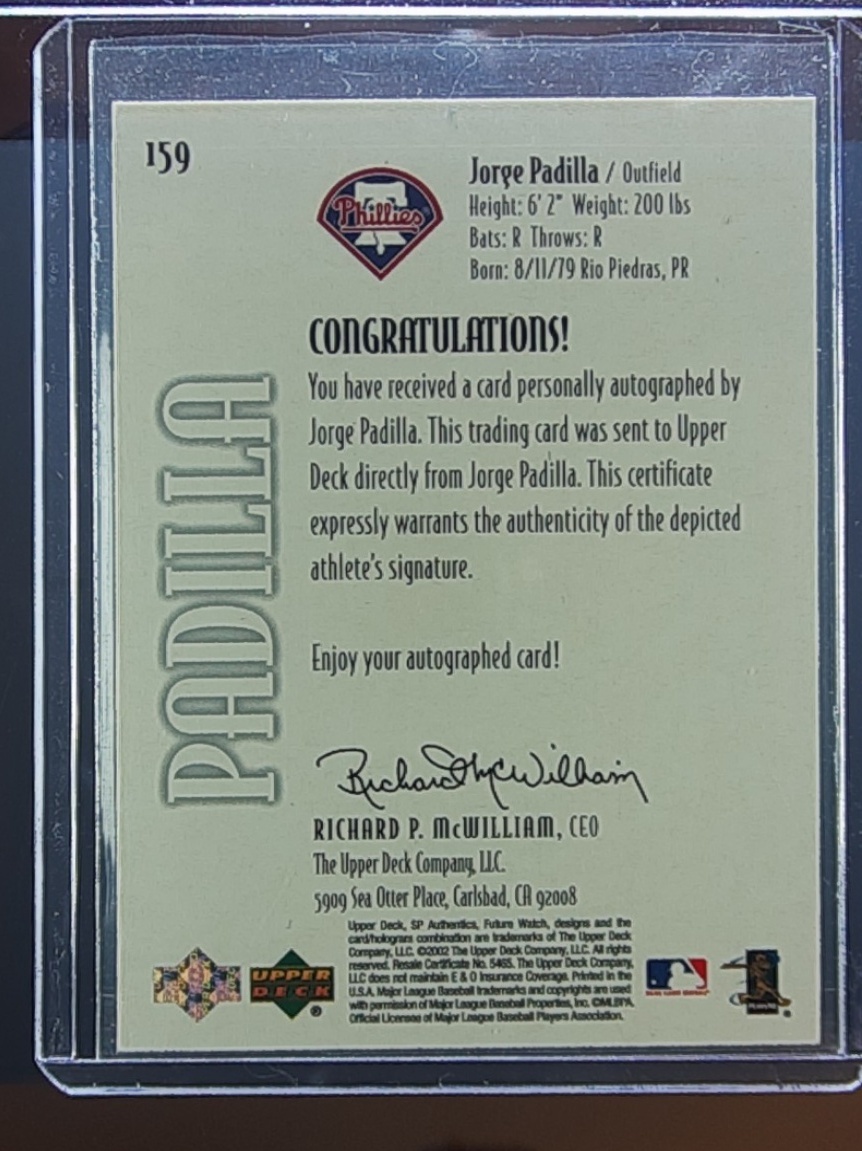 159
Phillies
Jorge Padilla / Outfield
Height: 6' 2" Weight: 200 lbs
Bats: R Throws: R
Born: 8/11/79 Rio Piedras, PR
CONGRATULATIONS!
You have received a card personally autographed by
Jorge Padilla. This trading card was sent to Upper
Deck directly from Jorge Padilla. This certificate
expressly warrants the authenticity of the depicted
athlete's signature.
PADILLA
Enjoy your autographed card!
Richard McWilliam
RICHARD P. McWILLIAM, CEO
The Upper Deck Company, LLC.
5909 Sea Otter Place, Carlsbad, CA 92008
Upper Deck, SP Authentics, Future Watch, designs and the
card/hologram combination are trademarks of The Upper Deck
Company, LLC. ©2002 The Upper Deck Company, LLC. All rights
reserved. Resale Certificate No. 5465. The Upper Deck Company,
LLC does not maintain E & O Insurance Coverage. Printed in the
U.S.A. Major League Baseball trademarks and copyrights are used
with permission of Major League Baseball Properties, Inc. ©MLBPA
Official Licensee of Major League Baseball Players Association.
UPPER
DECK
®